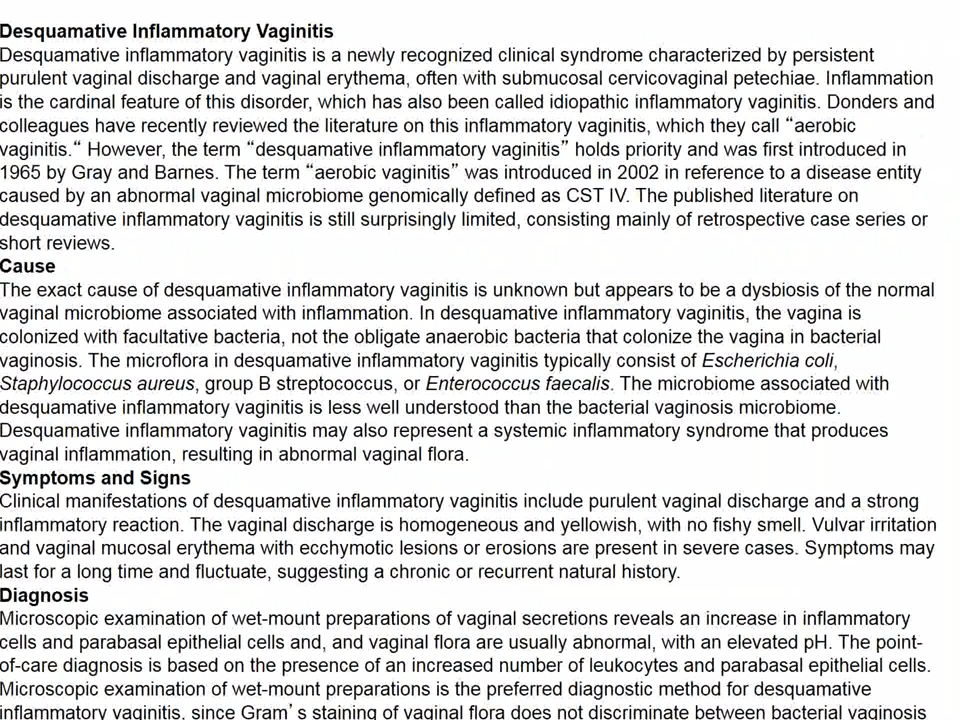 Desquamative Inflammatory Vaginitis
Desquamative inflammatory vaginitis is a newly recognized clinical syndrome characterized by persistent
purulent vaginal discharge and vaginal erythema, often with submucosal cervicovaginal petechiae. Inflammation
is the cardinal feature of this disorder, which has also been called idiopathic inflammatory vaginitis. Donders and
colleagues have recently reviewed the literature on this inflammatory vaginitis, which they call “aerobic
vaginitis.“ However, the term “desquamative inflammatory vaginitis” holds priority and was first introduced in
1965 by Gray and Barnes. The term “aerobic vaginitis” was introduced in 2002 in reference to a disease entity
caused by an abnormal vaginal microbiome genomically defined as CST IV. The published literature on
desquamative inflammatory vaginitis is still surprisingly limited, consisting mainly of retrospective case series or
short reviews.
Cause
The exact cause of desquamative inflammatory vaginitis is unknown but appears to be a dysbiosis of the normal
vaginal microbiome associated with inflammation. In desquamative inflammatory vaginitis, the vagina is
colonized with facultative bacteria, not the obligate anaerobic bacteria that colonize the vagina in bacterial
vaginosis. The microflora in desquamative inflammatory vaginitis typically consist of Escherichia coli,
Staphylococcus aureus, group B streptococcus, or Enterococcus faecalis. The microbiome associated with
desquamative inflammatory vaginitis is less well understood than the bacterial vaginosis microbiome.
Desquamative inflammatory vaginitis may also represent a systemic inflammatory syndrome that produces
vaginal inflammation, resulting in abnormal vaginal flora.
Symptoms and Signs
Clinical manifestations of desquamative inflammatory vaginitis include purulent vaginal discharge and a strong
inflammatory reaction. The vaginal discharge is homogeneous and yellowish, with no fishy smell. Vulvar irritation
and vaginal mucosal erythema with ecchymotic lesions or erosions are present in severe cases. Symptoms may
last for a long time and fluctuate, suggesting a chronic or recurrent natural history.
Diagnosis
Microscopic examination of wet-mount preparations of vaginal secretions reveals an increase in inflammatory
cells and parabasal epithelial cells and, and vaginal flora are usually abnormal, with an elevated pH. The point-
of-care diagnosis is based on the presence of an increased number of leukocytes and parabasal epithelial cells.
Microscopic examination of wet-mount preparations is the preferred diagnostic method for desquamative
inflammatory vaginitis, since Gram’s staining of vaginal flora does not discriminate between bacterial vaginosis